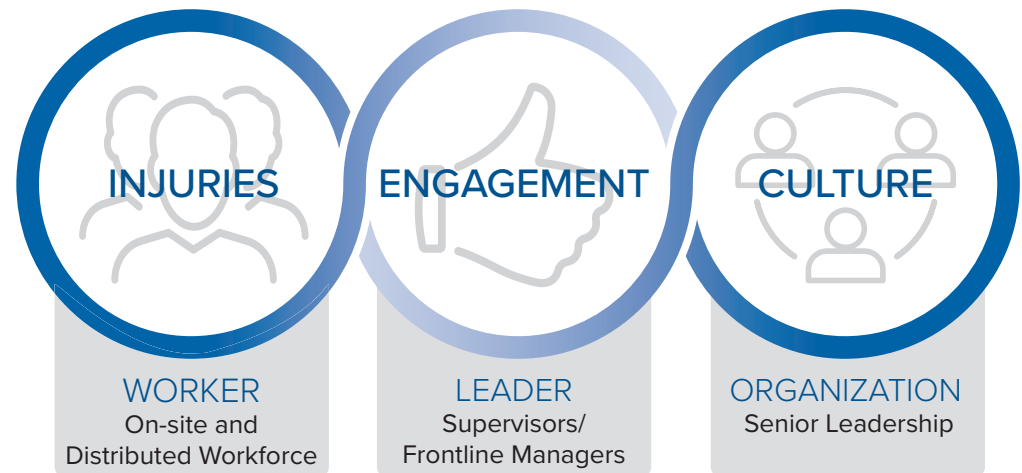 INJURIES
WORKER
On-site and
Distributed Workforce
ENGAGEMENT
LEADER
Supervisors/
Frontline Managers
CULTURE
ORGANIZATION
Senior Leadership